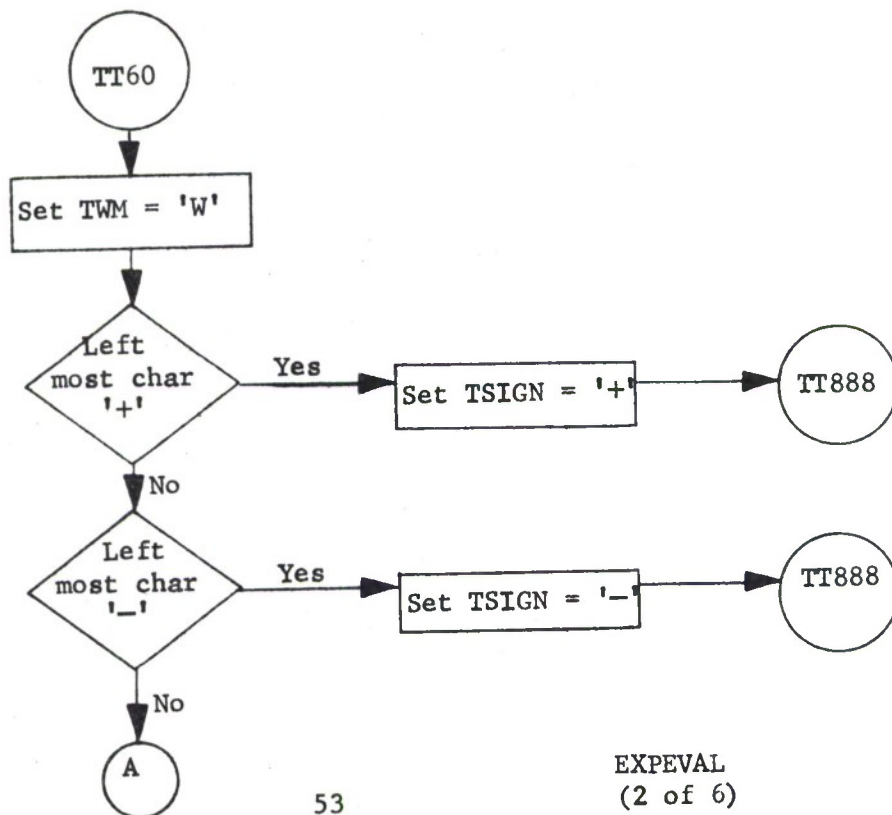 TT60
Set TWM = 'W'
Left
most char
'+'
Yes
Set TSIGN = '+'
TT888
No
Left
most char
'-'
Yes
Set TSIGN = '-'
TT888
No
A
53
EXPEVAL
(2 of 6)